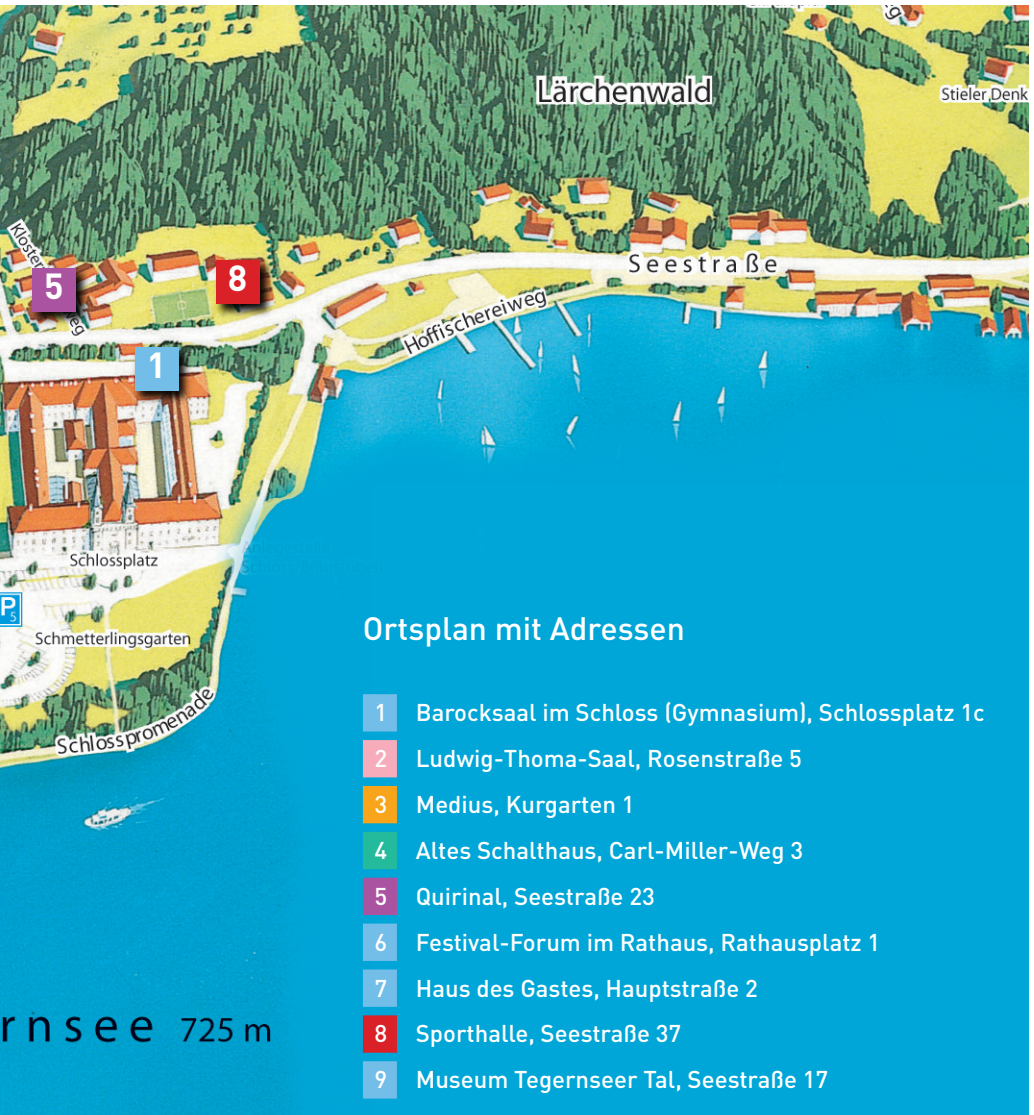 Lärchenwald
Stieler Denk
Kloster
weg
5
8
Seestraße
Hoffischereiweg
1
Schlossplatz
P
5
Schmetterlingsgarten
Schlosspromenade
rnsee 725 m
Ortsplan mit Adressen
1 Barocksaal im Schloss (Gymnasium), Schlossplatz 1c
2 Ludwig-Thoma-Saal, Rosenstraße 5
3 Medius, Kurgarten 1
4 Altes Schalthaus, Carl-Miller-Weg 3
5 Quirinal, Seestraße 23
6 Festival-Forum im Rathaus, Rathausplatz 1
7 Haus des Gastes, Hauptstraße 2
8 Sporthalle, Seestraße 37
9 Museum Tegernseer Tal, Seestraße 17